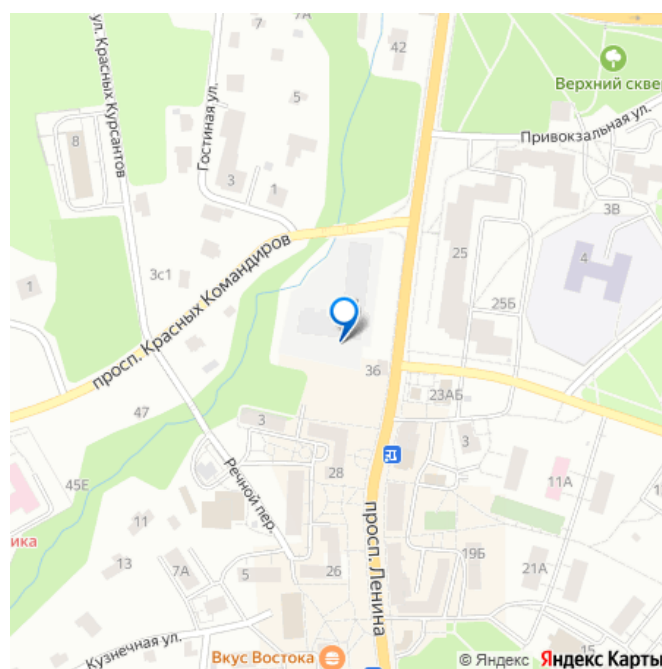 7
7А
42
ул. Красных Курсантов
Гостиная ул.
5
Верхний сквер
Привокзальная ул.
8
3
1
3В
25
4
просп. Красных Командиров
3с1
1
25Б
36
23АБ
47
3
3
28
45Е
Речной пер.
11А
просп. Ленина
11
ика
13
7А
5
26
19Б
21А
Кузнечная ул.
Вкус Востока
15
© Яндекс Яндекс Карты